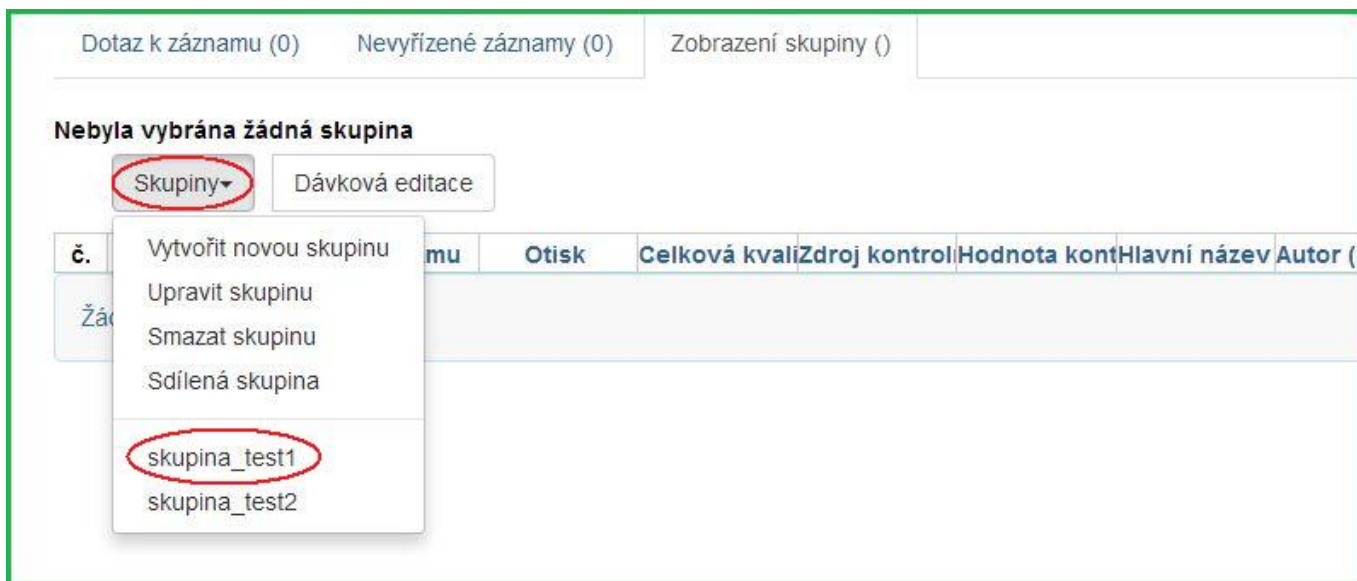 Dotaz k záznamu (0) Nevyřízené záznamy (0) Zobrazení skupiny ()
Nebyla vybrána žádná skupina
Skupiny Dávková editace
Vytvořit novou skupinu
Upravit skupinu
Smazat skupinu
Sdílená skupina
skupina_test1
skupina_test2
č. mu Otisk Celková kvali Zdroj kontrol Hodnota kont Hlavní název Autor (